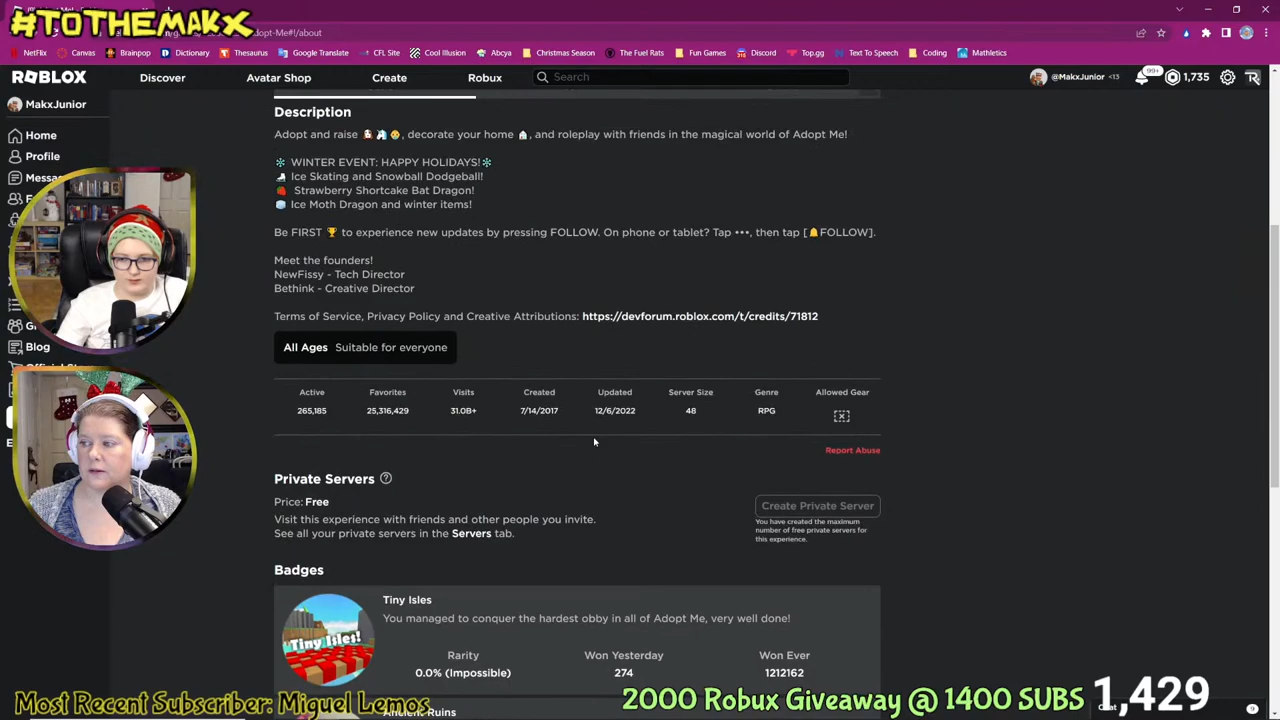 #TOTHEMAKX
dopt-Me#!/about
NetFlix Canvas Brainpop Dictionary Thesaurus Google Translate CFL Site Cool Illusion Abcya Christmas Season The Fuel Rats Fun Games Discord Top.gg Text To Speech Coding Mathletics
ROBLOX Discover Avatar Shop Create Robux Search @MakxJunior <13 99+ 1,735
MakxJunior
Home
Profile
Messa
Blog
Description
Adopt and raise 👶🦄👴, decorate your home 🏠, and roleplay with friends in the magical world of Adopt Me!
❄ WINTER EVENT: HAPPY HOLIDAYS!❄
⛸ Ice Skating and Snowball Dodgeball!
🍓 Strawberry Shortcake Bat Dragon!
🧊 Ice Moth Dragon and winter items!
Be FIRST 🏆 to experience new updates by pressing FOLLOW. On phone or tablet? Tap •••, then tap [🔔FOLLOW].
Meet the founders!
NewFissy - Tech Director
Bethink - Creative Director
Terms of Service, Privacy Policy and Creative Attributions: https://devforum.roblox.com/t/credits/71812
All Ages Suitable for everyone
Active Favorites Visits Created Updated Server Size Genre Allowed Gear
265,185 25,316,429 31.0B+ 7/14/2017 12/6/2022 48 RPG
Report Abuse
Private Servers
Price: Free
Visit this experience with friends and other people you invite.
See all your private servers in the Servers tab.
Create Private Server
You have created the maximum
number of free private servers for
this experience.
Badges
Tiny Isles
You managed to conquer the hardest obby in all of Adopt Me, very well done!
Tiny Isles!
Rarity Won Yesterday Won Ever
0.0% (Impossible) 274 1212162
Ancient Ruins
Chat
Most Recent Subscriber: Miguel Lemos
2000 Robux Giveaway @ 1400 SUBS 1,429